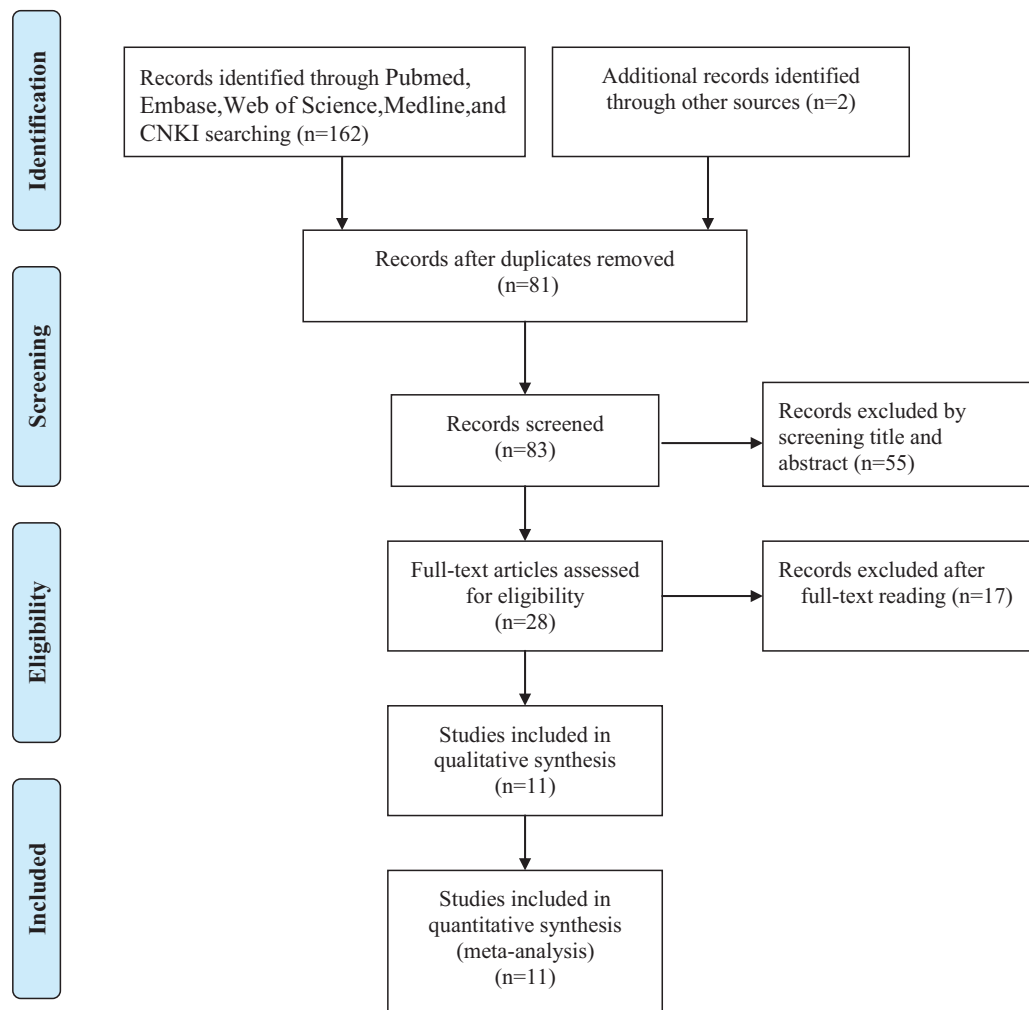 Identification
Records identified through Pubmed,
Embase,Web of Science,Medline,and
CNKI searching (n=162)
Additional records identified
through other sources (n=2)
Records after duplicates removed
(n=81)
Screening
Records screened
(n=83)
Records excluded by
screening title and
abstract (n=55)
Eligibility
Full-text articles assessed
for eligibility
(n=28)
Records excluded after
full-text reading (n=17)
Studies included in
qualitative synthesis
(n=11)
Included
Studies included in
quantitative synthesis
(meta-analysis)
(n=11)